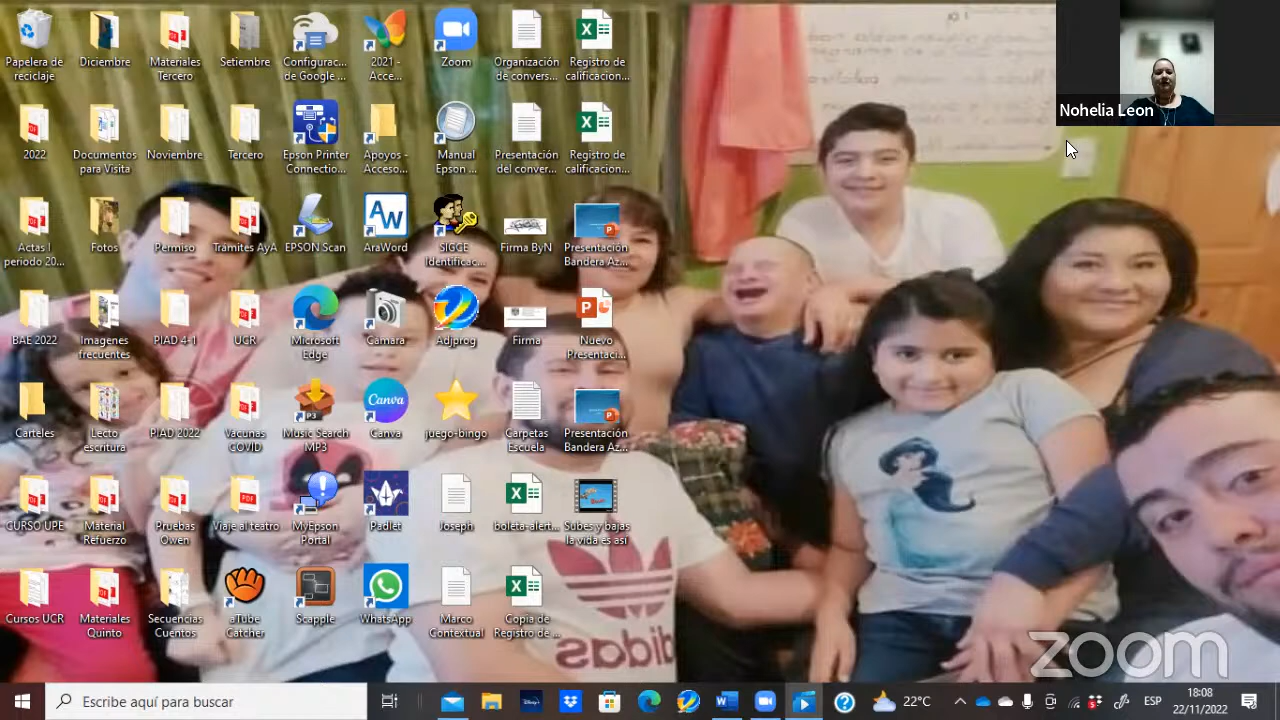 Papelera de
reciclaje
Diciembre
Materiales
Tercero
Setiembre
Configurac...
de Google ...
2021 -
Acce...
Zoom
Organización
de convers...
Registro de
calificacion...
2022
Documentos
para Visita
Noviembre
Tercero
Epson Printer
Connectio...
Apoyos -
Acceso...
Manual
Epson ...
Presentación
del conver...
Registro de
calificacion...
Actas I
periodo 20...
Fotos
Permiso
Trámites AyA
EPSON Scan
AraWord
SIGCE
Identificac...
Firma ByN
Presentación
Bandera Az...
BAE 2022
Imagenes
frecuentes
PIAD 4-1
UCR
Microsoft
Edge
Cámara
Adjprog
Firma
Nuevo
Presentaci...
Carteles
Lecto
escritura
PIAD 2022
Vacunas
COVID
Music Search
MP3
Canva
juego-bingo
Carpetas
Escuela
Presentación
Bandera Az...
CURSO UPE
Material
Refuerzo
Pruebas
Owen
Viaje al teatro
MyEpson
Portal
Padlet
Joseph
boleta-alert...
Subes y bajas
la vida es así
Cursos UCR
Materiales
Quinto
Secuencias
Cuentos
aTube
Catcher
Scapple
WhatsApp
Marco
Contextual
Copia de
Registro de ...
Nohelia Leon
adidas
zoom
Escribe aquí para buscar
22°C
ESP
18:08
22/11/2022